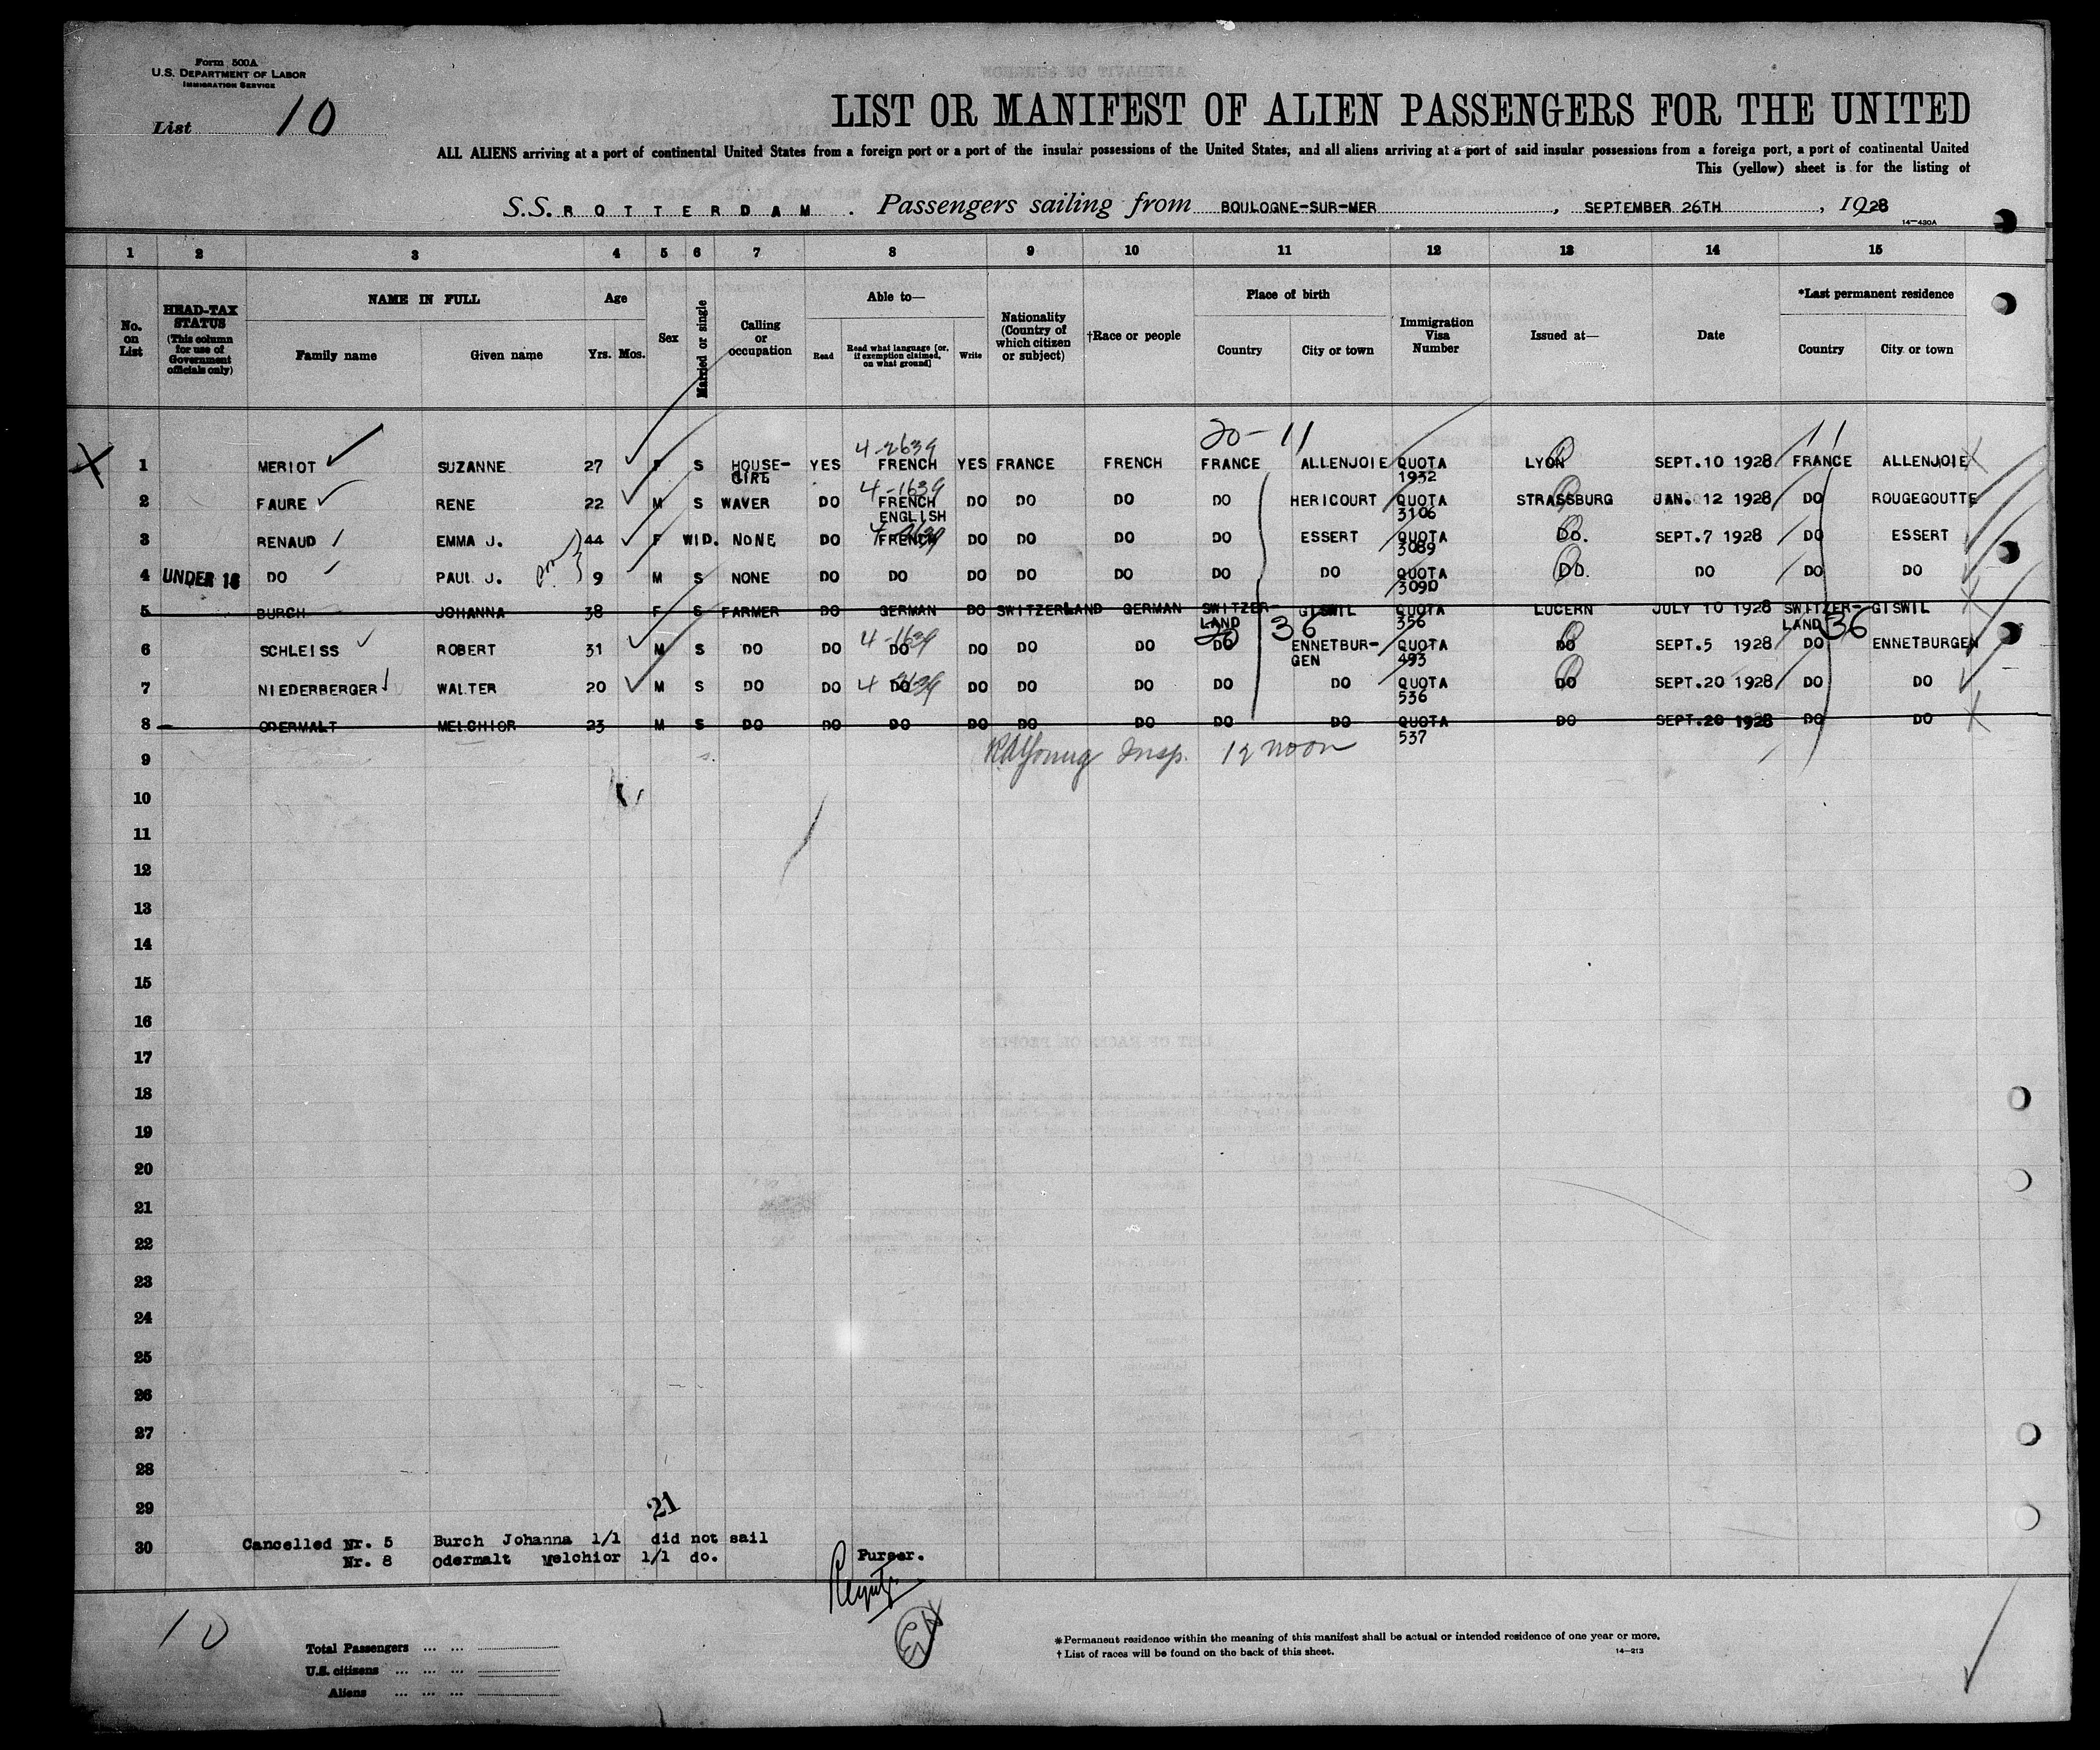 Form 500A
U.S. DEPARTMENT OF LABOR
IMMIGRATION SERVICE
List 10
LIST OR MANIFEST OF ALIEN PASSENGERS FOR THE UNITED
ALL ALIENS arriving at a port of continental United States from a foreign port or a port of the insular possessions of the United States, and all aliens arriving at a port of said insular possessions from a foreign port, a port of continental United
This (yellow) sheet is for the listing of
S.S. ROTTERDAM. Passengers sailing from BOULOGNE-SUR-MER, SEPTEMBER 26TH, 1928
14-430A
1 2 3 4 5 6 7 8 9 10 11 12 13 14 15
No. on List
HEAD-TAX STATUS (This column for use of Government officials only)
NAME IN FULL
Family name Given name
Age
Yrs. Mos.
Sex
Married or single
Calling or occupation
Able to—
Read Read what language [or, if exemption claimed, on what ground] Write
Nationality (Country of which citizen or subject)
†Race or people
Place of birth
Country City or town
Immigration Visa Number
Issued at—
Date
*Last permanent residence
Country City or town
20-11 11
4-2639
X 1 MERIOT SUZANNE 27 F S HOUSE- YES FRENCH YES FRANCE FRENCH FRANCE ALLENJOIE QUOTA LYON SEPT.10 1928 FRANCE ALLENJOIE
GIRL 1932
4-1639
2 FAURE RENE 22 M S WAVER DO FRENCH DO DO DO DO HERICOURT QUOTA STRASSBURG JAN. 12 1928 DO ROUGEGOUTTE
ENGLISH 3106
3 RENAUD EMMA J. 44 F WID. NONE DO FRENCH DO DO DO DO ESSERT QUOTA DO. SEPT.7 1928 DO ESSERT
3089
4 UNDER 16 DO PAUL J. 9 M S NONE DO DO DO DO DO DO DO QUOTA DO. DO DO DO
3090
5 BURCH JOHANNA 38 F S FARMER DO GERMAN DO SWITZERLAND GERMAN SWITZER- GISWIL QUOTA LUCERN JULY 10 1928 SWITZER- GISWIL
LAND 356 LAND
36 36
4-1639
6 SCHLEISS ROBERT 31 M S DO DO DO DO DO DO DO ENNETBUR- QUOTA DO SEPT.5 1928 DO ENNETBURGEN
GEN 493
7 NIEDERBERGER WALTER 20 M S DO DO DO DO DO DO DO DO QUOTA DO SEPT.20 1928 DO DO
536
8 ODERMALT MELCHIOR 23 M S DO DO DO DO DO DO DO DO QUOTA DO SEPT.20 1928 DO DO
537
9 Young Insp. 12 noon
10
11
12
13
14
15
16
17
18
19
20
21
22
23
24
25
26
27
28
29
21
30 Cancelled Nr. 5 Burch Johanna 1/1 did not sail
Nr. 8 Odermalt Melchior 1/1 do.
Purser.
10
Total Passengers
U.S. citizens
Aliens
*Permanent residence within the meaning of this manifest shall be actual or intended residence of one year or more.
† List of races will be found on the back of this sheet.
14-213